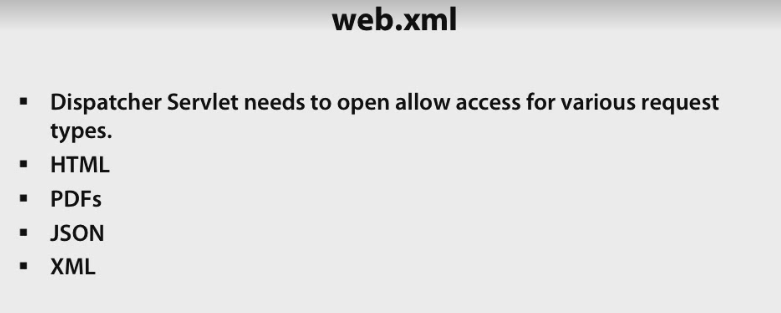 web.xml
▪ Dispatcher Servlet needs to open allow access for various request
types.
▪ HTML
▪ PDFs
▪ JSON
▪ XML